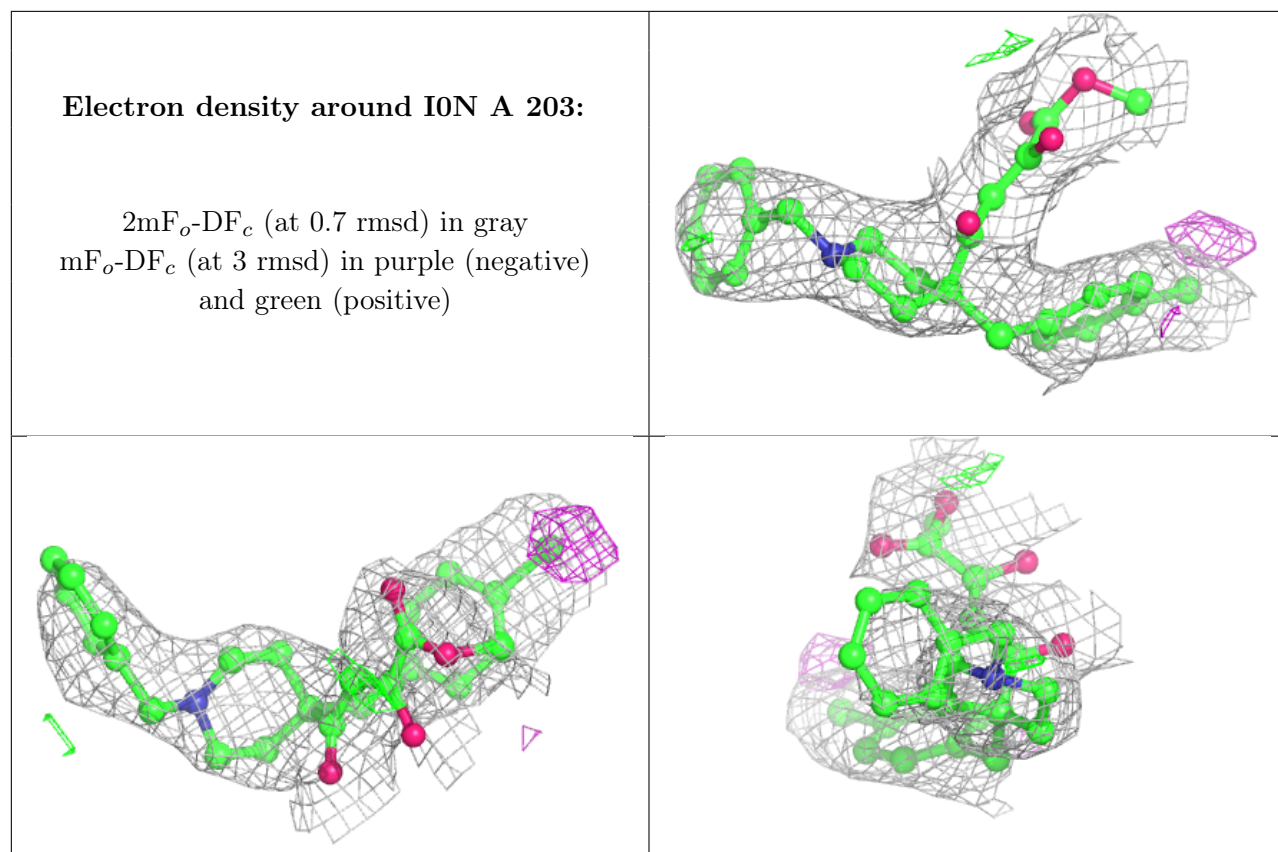 Electron density around I0N A 203:
2mFo-DFc (at 0.7 rmsd) in gray
mFo-DFc (at 3 rmsd) in purple (negative)
and green (positive)